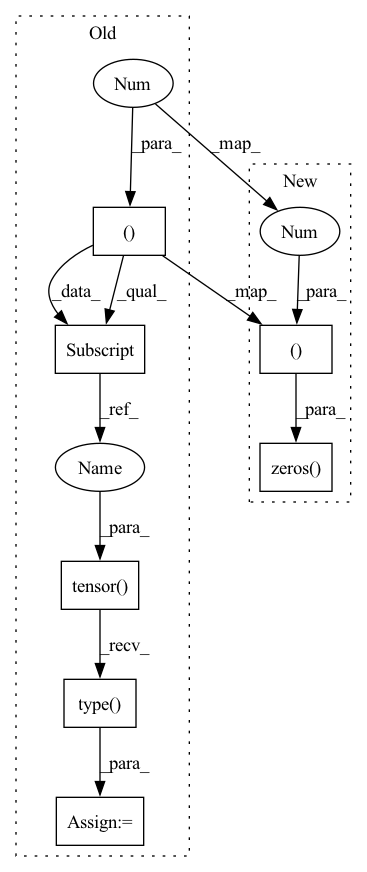 Old
Num
_para_
_map_
New
()
Num
_data_
_qual_
_map_
_para_
Subscript
()
_ref_
_para_
Name
zeros()
_para_
tensor()
_recv_
type()
_para_
Assign:=